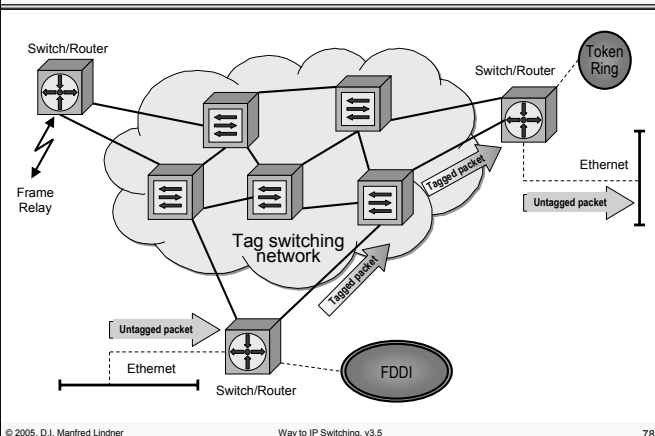 Switch/Router
Token
Ring
Switch/Router
Ethernet
Tagged packet
Untagged packet
Frame
Relay
Tag switching
network
Tagged packet
Untagged packet
Ethernet
FDDI
Switch/Router
© 2005, D.I. Manfred Lindner
Way to IP Switching, v3.5
78